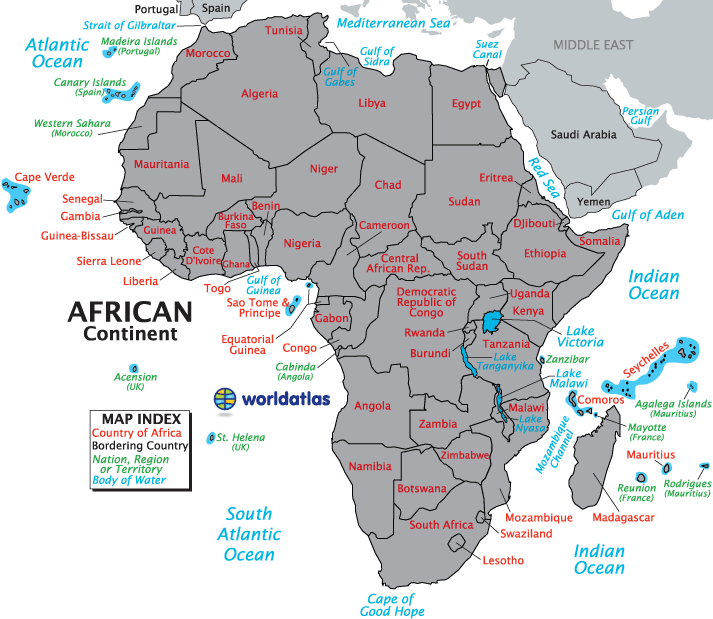 Portugal
Spain
Strait of Gilbraltar
Mediterranean Sea
Atlantic
Ocean
Madeira Islands
(Portugal)
Tunisia
Morocco
Gulf of
Sidra
Suez
Canal
MIDDLE EAST
Gulf of
Gabes
Canary Islands
(Spain)
Algeria
Libya
Egypt
Persian
Gulf
Western Sahara
(Morocco)
Saudi Arabia
Mauritania
Mali
Niger
Chad
Sudan
Eritrea
Red Sea
Cape Verde
Yemen
Senegal
Gambia
Guinea-Bissau
Guinea
Burkina
Faso
Benin
Nigeria
Cameroon
DJibouti
Gulf of Aden
Somalia
Sierra Leone
Liberia
Cote
D'Ivoire
Ghana
Togo
Central
African Rep.
South
Sudan
Ethiopia
Gulf of
Guinea
Sao Tome &
Principe
Democratic
Republic of
Congo
Uganda
Kenya
Indian
Ocean
AFRICAN
Continent
Gabon
Equatorial
Guinea
Congo
Rwanda
Burundi
Tanzania
Lake
Victoria
Cabinda
(Angola)
Lake
Tanganyika
Zanzibar
Seychelles
Acension
(UK)
Lake
Malawi
worldatlas
Angola
Malawi
Comoros
Agalega Islands
(Mauritius)
MAP INDEX
Country of Africa
Bordering Country
Nation, Region
or Territory
Body of Water
St. Helena
(UK)
Zambia
Lake
Nyasa
Mozambique
Channel
Mayotte
(France)
Zimbabwe
Mauritius
Namibia
Botswana
Reunion
(France)
Rodrigues
(Mauritius)
South
Atlantic
Ocean
South Africa
Mozambique
Swaziland
Madagascar
Lesotho
Indian
Ocean
Cape of
Good Hope